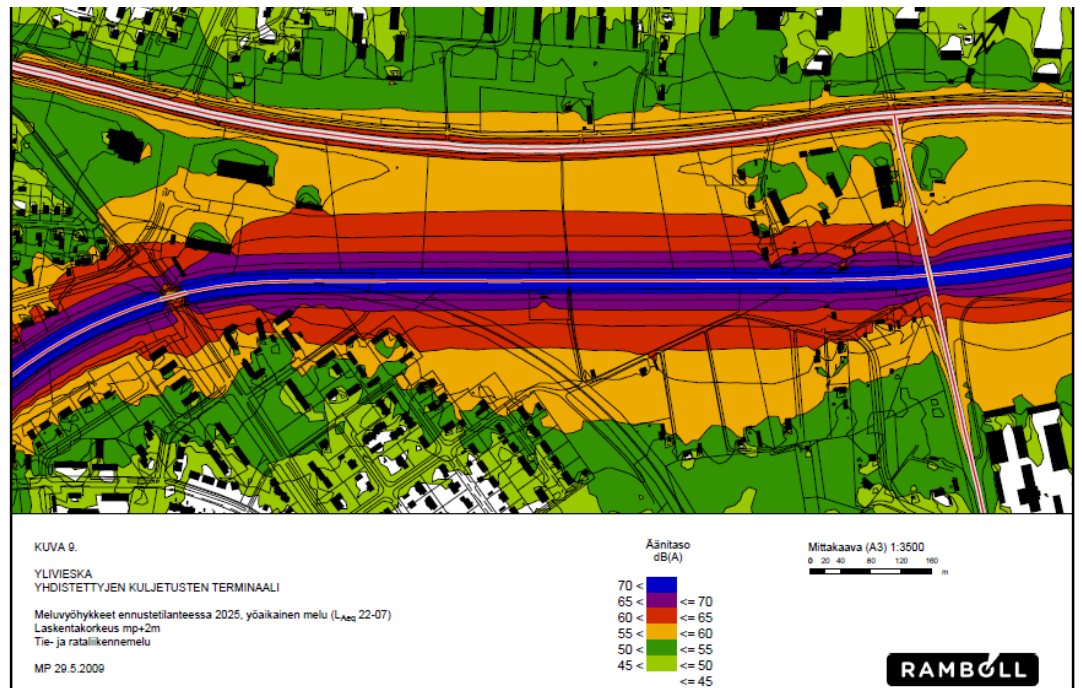 KUVA 9.
YLIVIESKA
YHDISTETTYJEN KULJETUSTEN TERMINAALI
Meluvyöhykkeet ennustetilanteessa 2025, yöaikainen melu (LAeq 22-07)
Laskentakorkeus mp+2m
Tie- ja rataliikennemelu
MP 29.5.2009
Äänitaso
dB(A)
70 <
65 < <= 70
60 < <= 65
55 < <= 60
50 < <= 55
45 < <= 50
<= 45
Mittakaava (A3) 1:3500
0 20 40 80 120 160
m
RAMBOLL